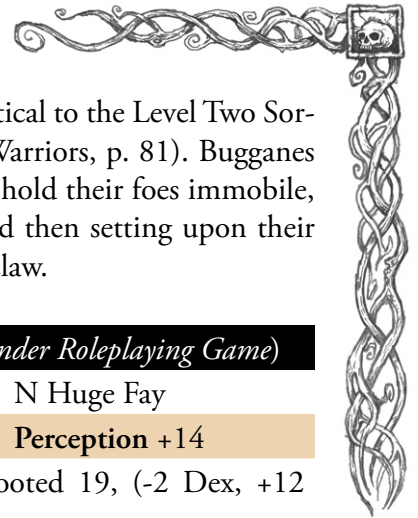 tical to the Level Two Sor-
Warriors, p. 81). Bugganes
hold their foes immobile,
d then setting upon their
claw.
nder Roleplaying Game)
N Huge Fay
Perception +14
ooted 19, (-2 Dex, +12